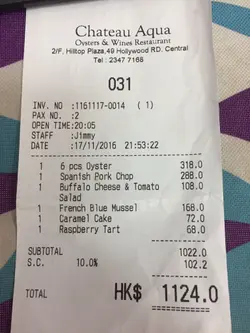 Chateau Aqua
Oysters & Wines Restaurant
2/F, Hilltop Plaza,49 Hollywood RD. Central
Tel : 2347 7168
031
INV. NO :1161117-0014 ( 1)
PAX NO. :2
OPEN TIME:20:05
STAFF :Jimmy
DATE :17/11/2016 21:53:22
1 6 pcs Oyster 318.0
1 Spanish Pork Chop 288.0
1 Buffalo Cheese & Tomato 108.0
Salad
1 French Blue Mussel 168.0
1 Caramel Cake 72.0
1 Raspberry Tart 68.0
SUBTOTAL 1022.0
S.C. 10.0% 102.2
TOTAL HK$ 1124.0